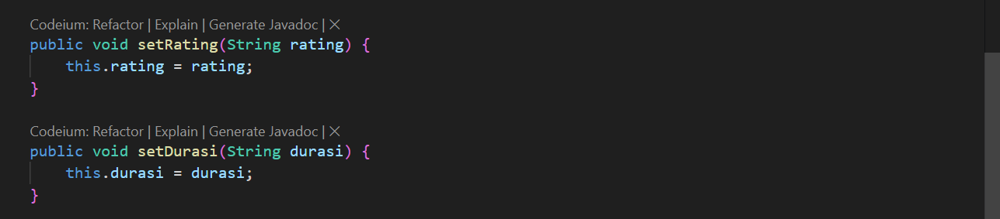 Codeium: Refactor | Explain | Generate Javadoc | ✕
public void setRating(String rating) {
    this.rating = rating;
}
Codeium: Refactor | Explain | Generate Javadoc | ✕
public void setDurasi(String durasi) {
    this.durasi = durasi;
}